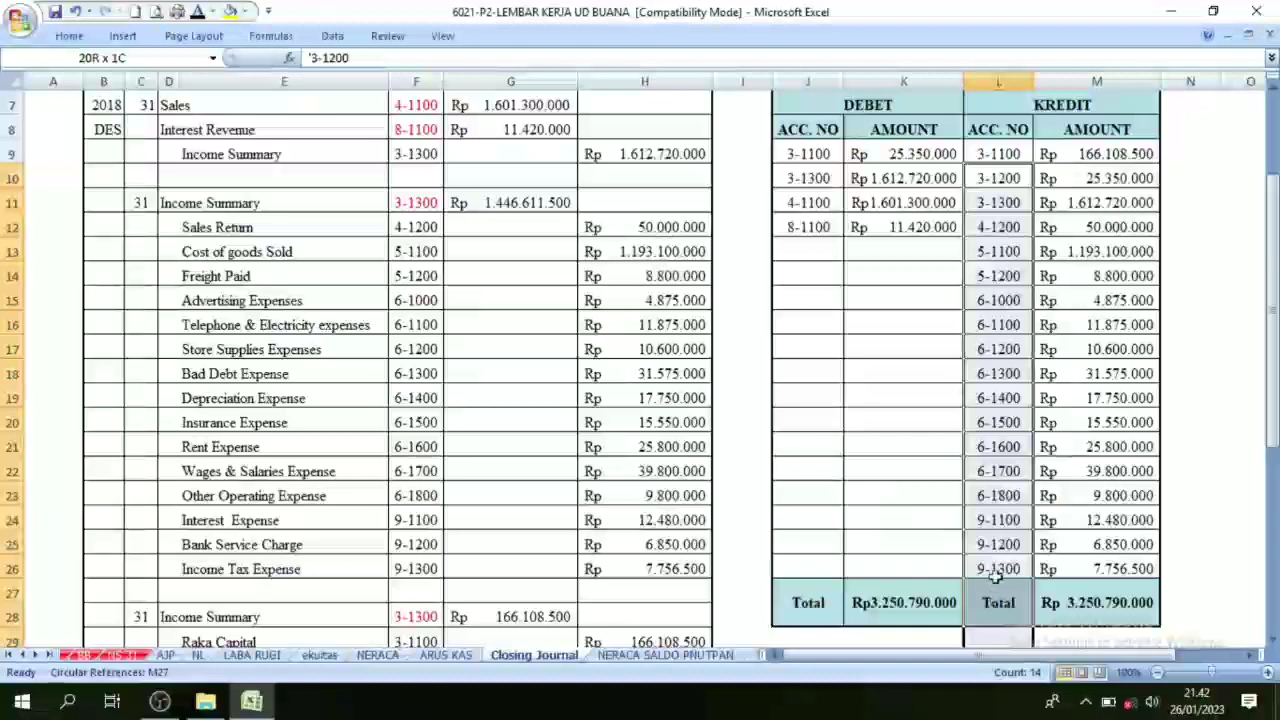 6021-P2-LEMBAR KERJA UD BUANA [Compatibility Mode] - Microsoft Excel
Home Insert Page Layout Formulas Data Review View
20R x 1C fx '3-1200
A B C D E F G H I J K L M N O
7 2018 31 Sales 4-1100 Rp 1.601.300.000 DEBET KREDIT
8 DES Interest Revenue 8-1100 Rp 11.420.000 ACC. NO AMOUNT ACC. NO AMOUNT
9 Income Summary 3-1300 Rp 1.612.720.000 3-1100 Rp 25.350.000 3-1100 Rp 166.108.500
10 3-1300 Rp 1.612.720.000 3-1200 Rp 25.350.000
11 31 Income Summary 3-1300 Rp 1.446.611.500 4-1100 Rp1.601.300.000 3-1300 Rp 1.612.720.000
12 Sales Return 4-1200 Rp 50.000.000 8-1100 Rp 11.420.000 4-1200 Rp 50.000.000
13 Cost of goods Sold 5-1100 Rp 1.193.100.000 5-1100 Rp 1.193.100.000
14 Freight Paid 5-1200 Rp 8.800.000 5-1200 Rp 8.800.000
15 Advertising Expenses 6-1000 Rp 4.875.000 6-1000 Rp 4.875.000
16 Telephone & Electricity expenses 6-1100 Rp 11.875.000 6-1100 Rp 11.875.000
17 Store Supplies Expenses 6-1200 Rp 10.600.000 6-1200 Rp 10.600.000
18 Bad Debt Expense 6-1300 Rp 31.575.000 6-1300 Rp 31.575.000
19 Depreciation Expense 6-1400 Rp 17.750.000 6-1400 Rp 17.750.000
20 Insurance Expense 6-1500 Rp 15.550.000 6-1500 Rp 15.550.000
21 Rent Expense 6-1600 Rp 25.800.000 6-1600 Rp 25.800.000
22 Wages & Salaries Expense 6-1700 Rp 39.800.000 6-1700 Rp 39.800.000
23 Other Operating Expense 6-1800 Rp 9.800.000 6-1800 Rp 9.800.000
24 Interest Expense 9-1100 Rp 12.480.000 9-1100 Rp 12.480.000
25 Bank Service Charge 9-1200 Rp 6.850.000 9-1200 Rp 6.850.000
26 Income Tax Expense 9-1300 Rp 7.756.500 9-1300 Rp 7.756.500
27 Total Rp3.250.790.000 Total Rp 3.250.790.000
28 31 Income Summary 3-1300 Rp 166.108.500
29 Raka Capital 3-1100 Rp 166.108.500
AJP NL LABA RUGI ekuitas NERACA ARUS KAS Closing Journal NERACA SALDO PNUTPAN
Ready Circular References: M27 Count: 14 100%
21.42
26/01/2023